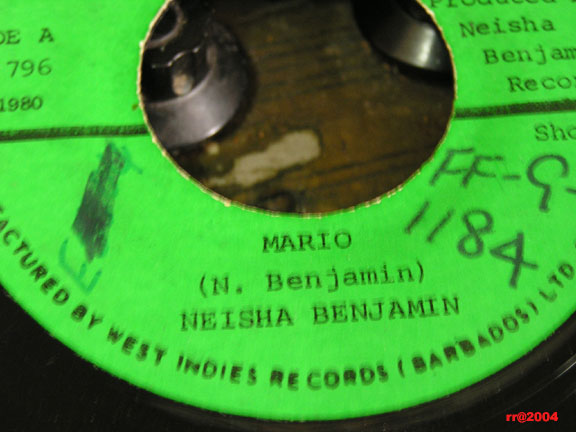 DE A
796
1980
Produced
Neisha
Benjam
Reco
Sho
FF-9-
1184
MARIO
(N. Benjamin)
NEISHA BENJAMIN
FACTURED BY WEST INDIES RECORDS (BARBADOS) LTD.
rr@2004